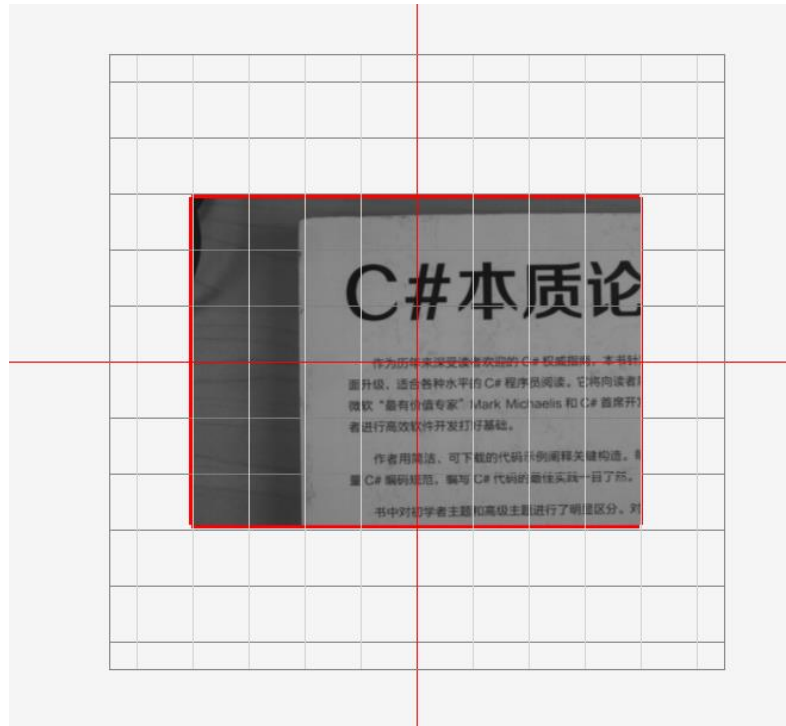 C#本质论
作为历年来深受读者欢迎的C#权威指南，本书针
面升级，适合各种水平的C#程序员阅读。它将向读者
微软“最有价值专家”Mark Michaelis和C#首席开
者进行高效软件开发打好基础。
作者用简洁、可下载的代码示例阐释关键构造。
量C#编码规范，编写C#代码的最佳实践一目了然。
书中对初学者主题和高级主题进行了明显区分，对